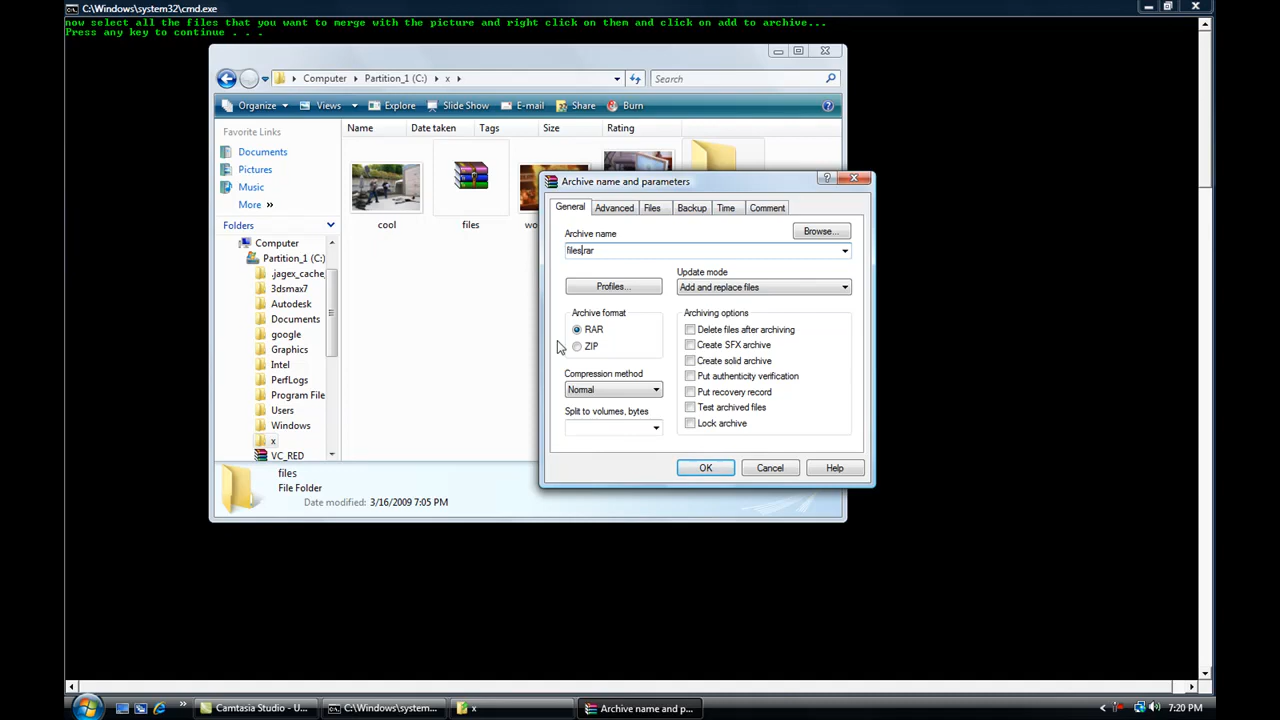 C:\Windows\system32\cmd.exe
now select all the files that you want to merge with the picture and right click on them and click on add to archive...
Press any key to continue . . .
Computer
Partition_1 (C:)
x
Search
Organize
Views
Explore
Slide Show
E-mail
Share
Burn
Favorite Links
Documents
Pictures
Music
More »
Folders
Name
Date taken
Tags
Size
Rating
cool
files
wo
Computer
Partition_1 (C:)
.jagex_cache_
3dsmax7
Autodesk
Documents
google
Graphics
Intel
PerfLogs
Program File
Users
Windows
x
VC_RED
files
File Folder
Date modified: 3/16/2009 7:05 PM
Archive name and parameters
General
Advanced
Files
Backup
Time
Comment
Archive name
Browse...
files.rar
Profiles...
Update mode
Add and replace files
Archive format
RAR
ZIP
Compression method
Normal
Split to volumes, bytes
Archiving options
Delete files after archiving
Create SFX archive
Create solid archive
Put authenticity verification
Put recovery record
Test archived files
Lock archive
OK
Cancel
Help
Camtasia Studio - U...
C:\Windows\system...
x
Archive name and p...
7:20 PM